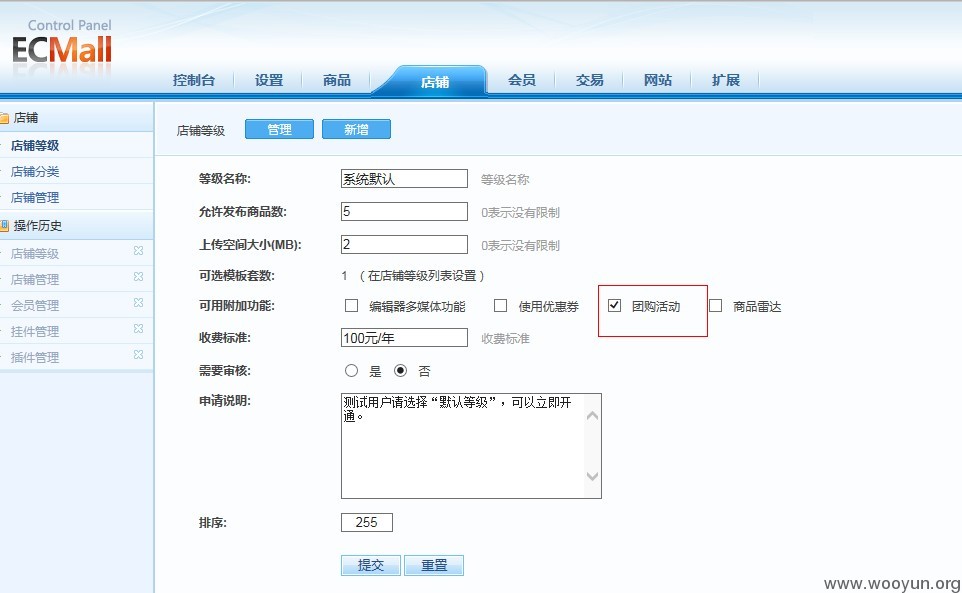 Control Panel
ECMall
控制台 设置 商品 店铺 会员 交易 网站 扩展
店铺
店铺等级
店铺分类
店铺管理
操作历史
店铺等级
店铺管理
会员管理
挂件管理
插件管理
店铺等级 管理 新增
等级名称: 系统默认 等级名称
允许发布商品数: 5 0表示没有限制
上传空间大小(MB): 2 0表示没有限制
可选模板套数: 1 （在店铺等级列表设置）
可用附加功能: 编辑器多媒体功能 使用优惠券 团购活动 商品雷达
收费标准: 100元/年 收费标准
需要审核: 是 否
申请说明: 测试用户请选择“默认等级”，可以立即开
通。
排序: 255
提交 重置
www.wooyun.org